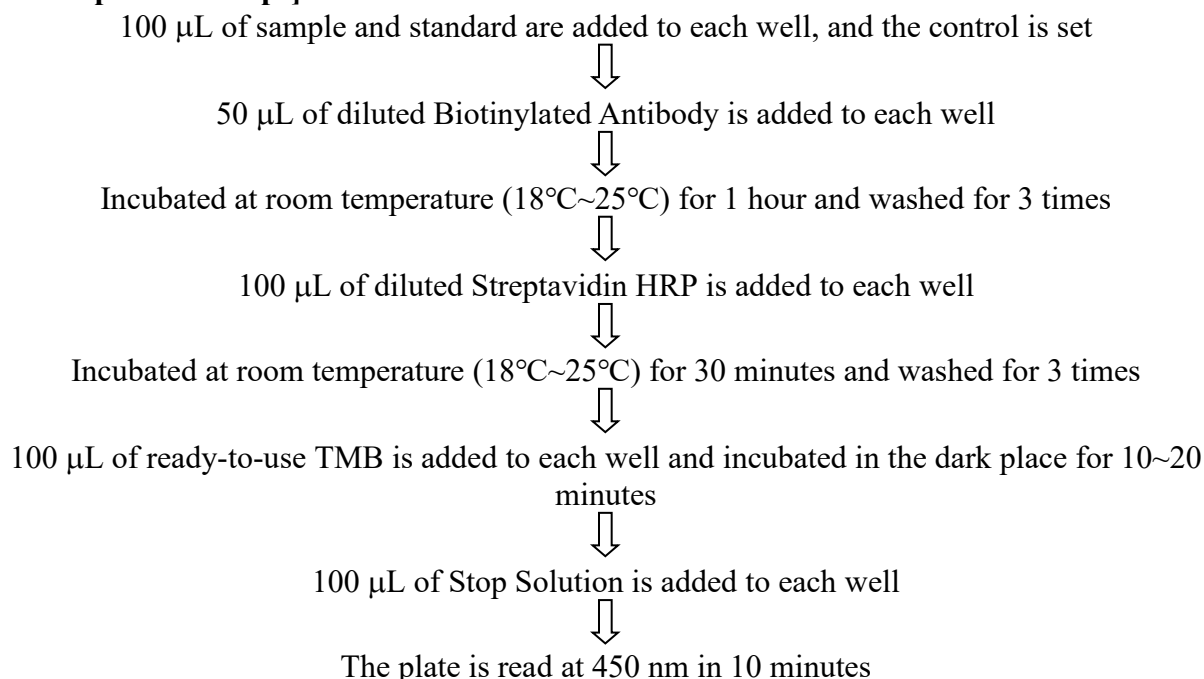 100 μL of sample and standard are added to each well, and the control is set
50 μL of diluted Biotinylated Antibody is added to each well
Incubated at room temperature (18℃~25℃) for 1 hour and washed for 3 times
100 μL of diluted Streptavidin HRP is added to each well
Incubated at room temperature (18℃~25℃) for 30 minutes and washed for 3 times
100 μL of ready-to-use TMB is added to each well and incubated in the dark place for 10~20
minutes
100 μL of Stop Solution is added to each well
The plate is read at 450 nm in 10 minutes